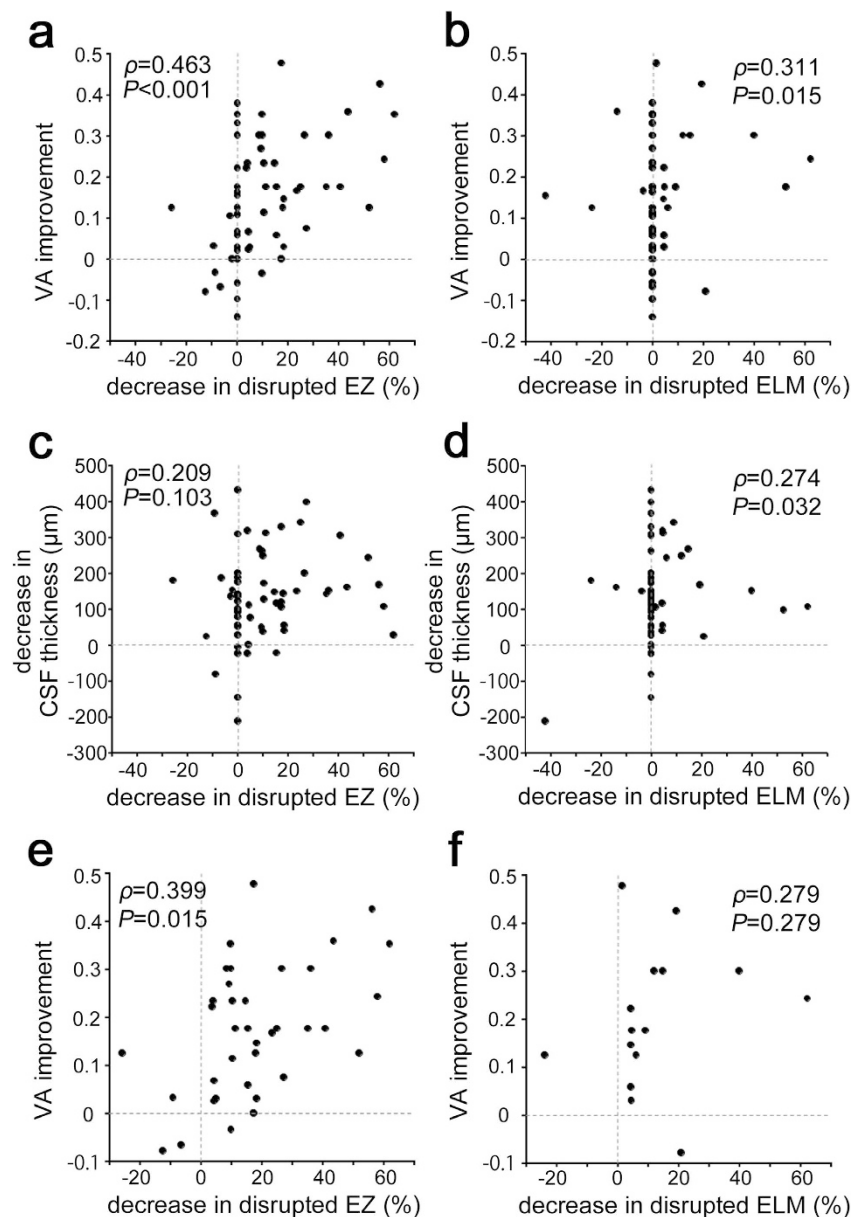 a
ρ=0.463
P<0.001
0.5
0.4
0.3
0.2
0.1
0
-0.1
-0.2
VA improvement
-40 -20 0 20 40 60
decrease in disrupted EZ (%)
b
ρ=0.311
P=0.015
0.5
0.4
0.3
0.2
0.1
0
-0.1
-0.2
VA improvement
-40 -20 0 20 40 60
decrease in disrupted ELM (%)
c
ρ=0.209
P=0.103
500
400
300
200
100
0
-100
-200
-300
decrease in
CSF thickness (µm)
-40 -20 0 20 40 60
decrease in disrupted EZ (%)
d
ρ=0.274
P=0.032
500
400
300
200
100
0
-100
-200
-300
decrease in
CSF thickness (µm)
-40 -20 0 20 40 60
decrease in disrupted ELM (%)
e
ρ=0.399
P=0.015
0.5
0.4
0.3
0.2
0.1
0
-0.1
VA improvement
-20 0 20 40 60
decrease in disrupted EZ (%)
f
ρ=0.279
P=0.279
0.5
0.4
0.3
0.2
0.1
0
-0.1
VA improvement
-20 0 20 40 60
decrease in disrupted ELM (%)